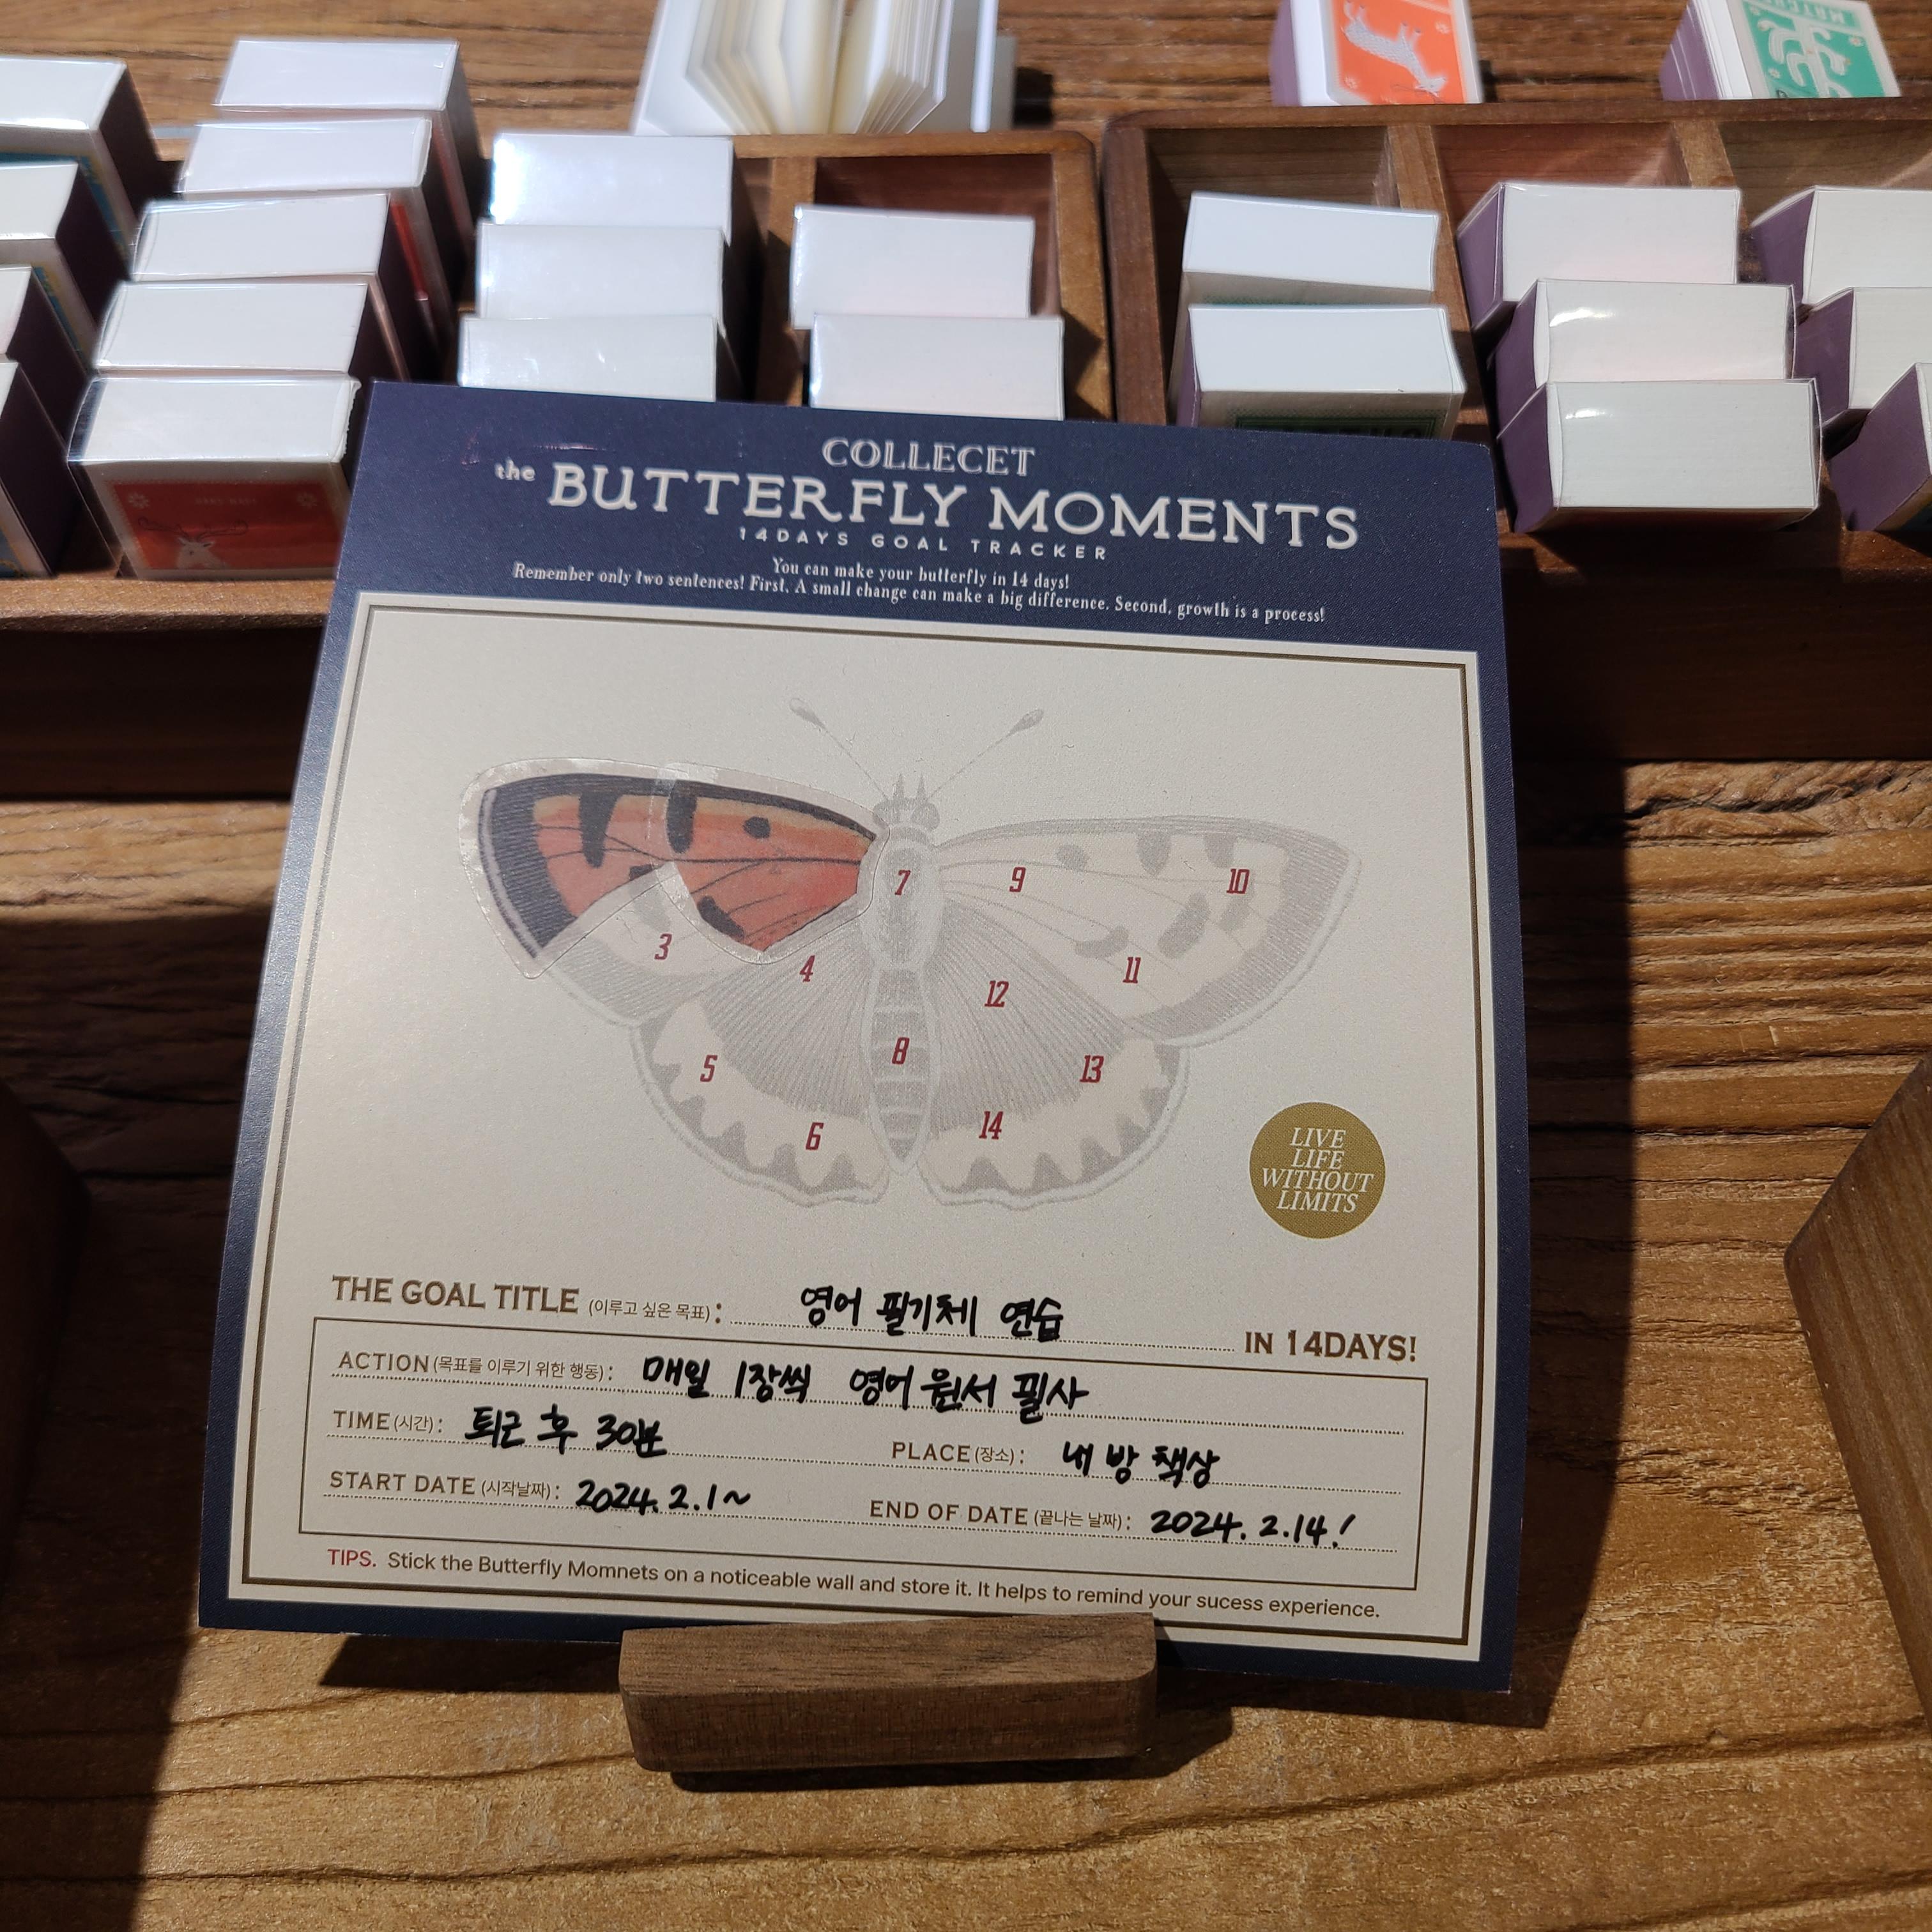 COLLECET
the BUTTERFLY MOMENTS
14DAYS GOAL TRACKER
You can make your butterfly in 14 days!
Remember only two sentences! First, A small change can make a big difference. Second, growth is a process!
7
9
10
3
4
11
12
5
8
13
6
14
LIVE
LIFE
WITHOUT
LIMITS
THE GOAL TITLE (이루고 싶은 목표) : 영어 필기체 연습 IN 14DAYS!
ACTION (목표를 이루기 위한 행동) : 매일 1장씩 영어 원서 필사
TIME (시간) : 퇴근 후 30분
PLACE (장소) : 내 방 책상
START DATE (시작날짜) : 2024. 2. 1 ~
END OF DATE (끝나는 날짜) : 2024. 2. 14!
TIPS. Stick the Butterfly Momnets on a noticeable wall and store it. It helps to remind your sucess experience.